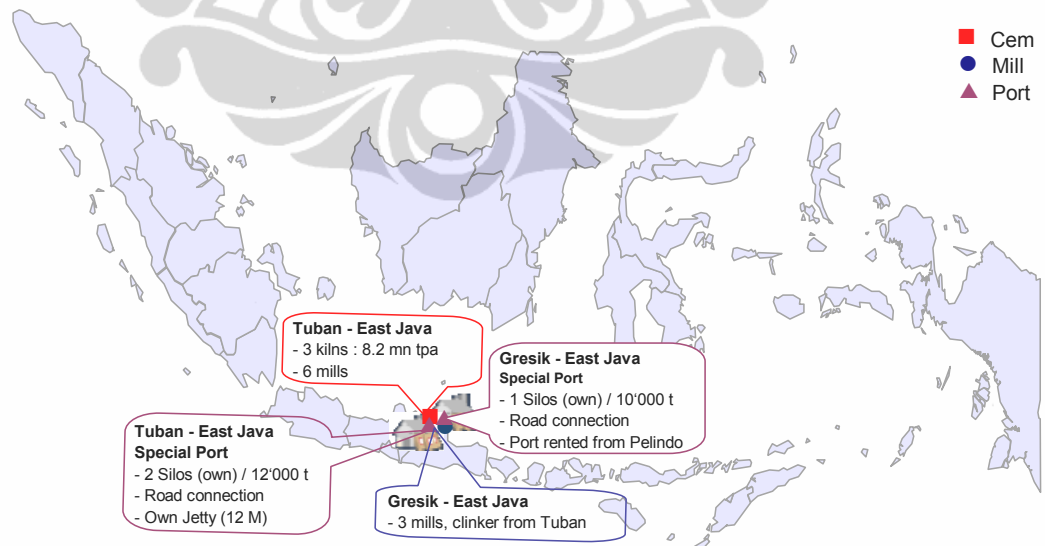 Cem
Mill
Port
Tuban - East Java
- 3 kilns : 8.2 mn tpa
- 6 mills
Gresik - East Java
Special Port
- 1 Silos (own) / 10‘000 t
- Road connection
- Port rented from Pelindo
Tuban - East Java
Special Port
- 2 Silos (own) / 12‘000 t
- Road connection
- Own Jetty (12 M)
Gresik - East Java
- 3 mills, clinker from Tuban